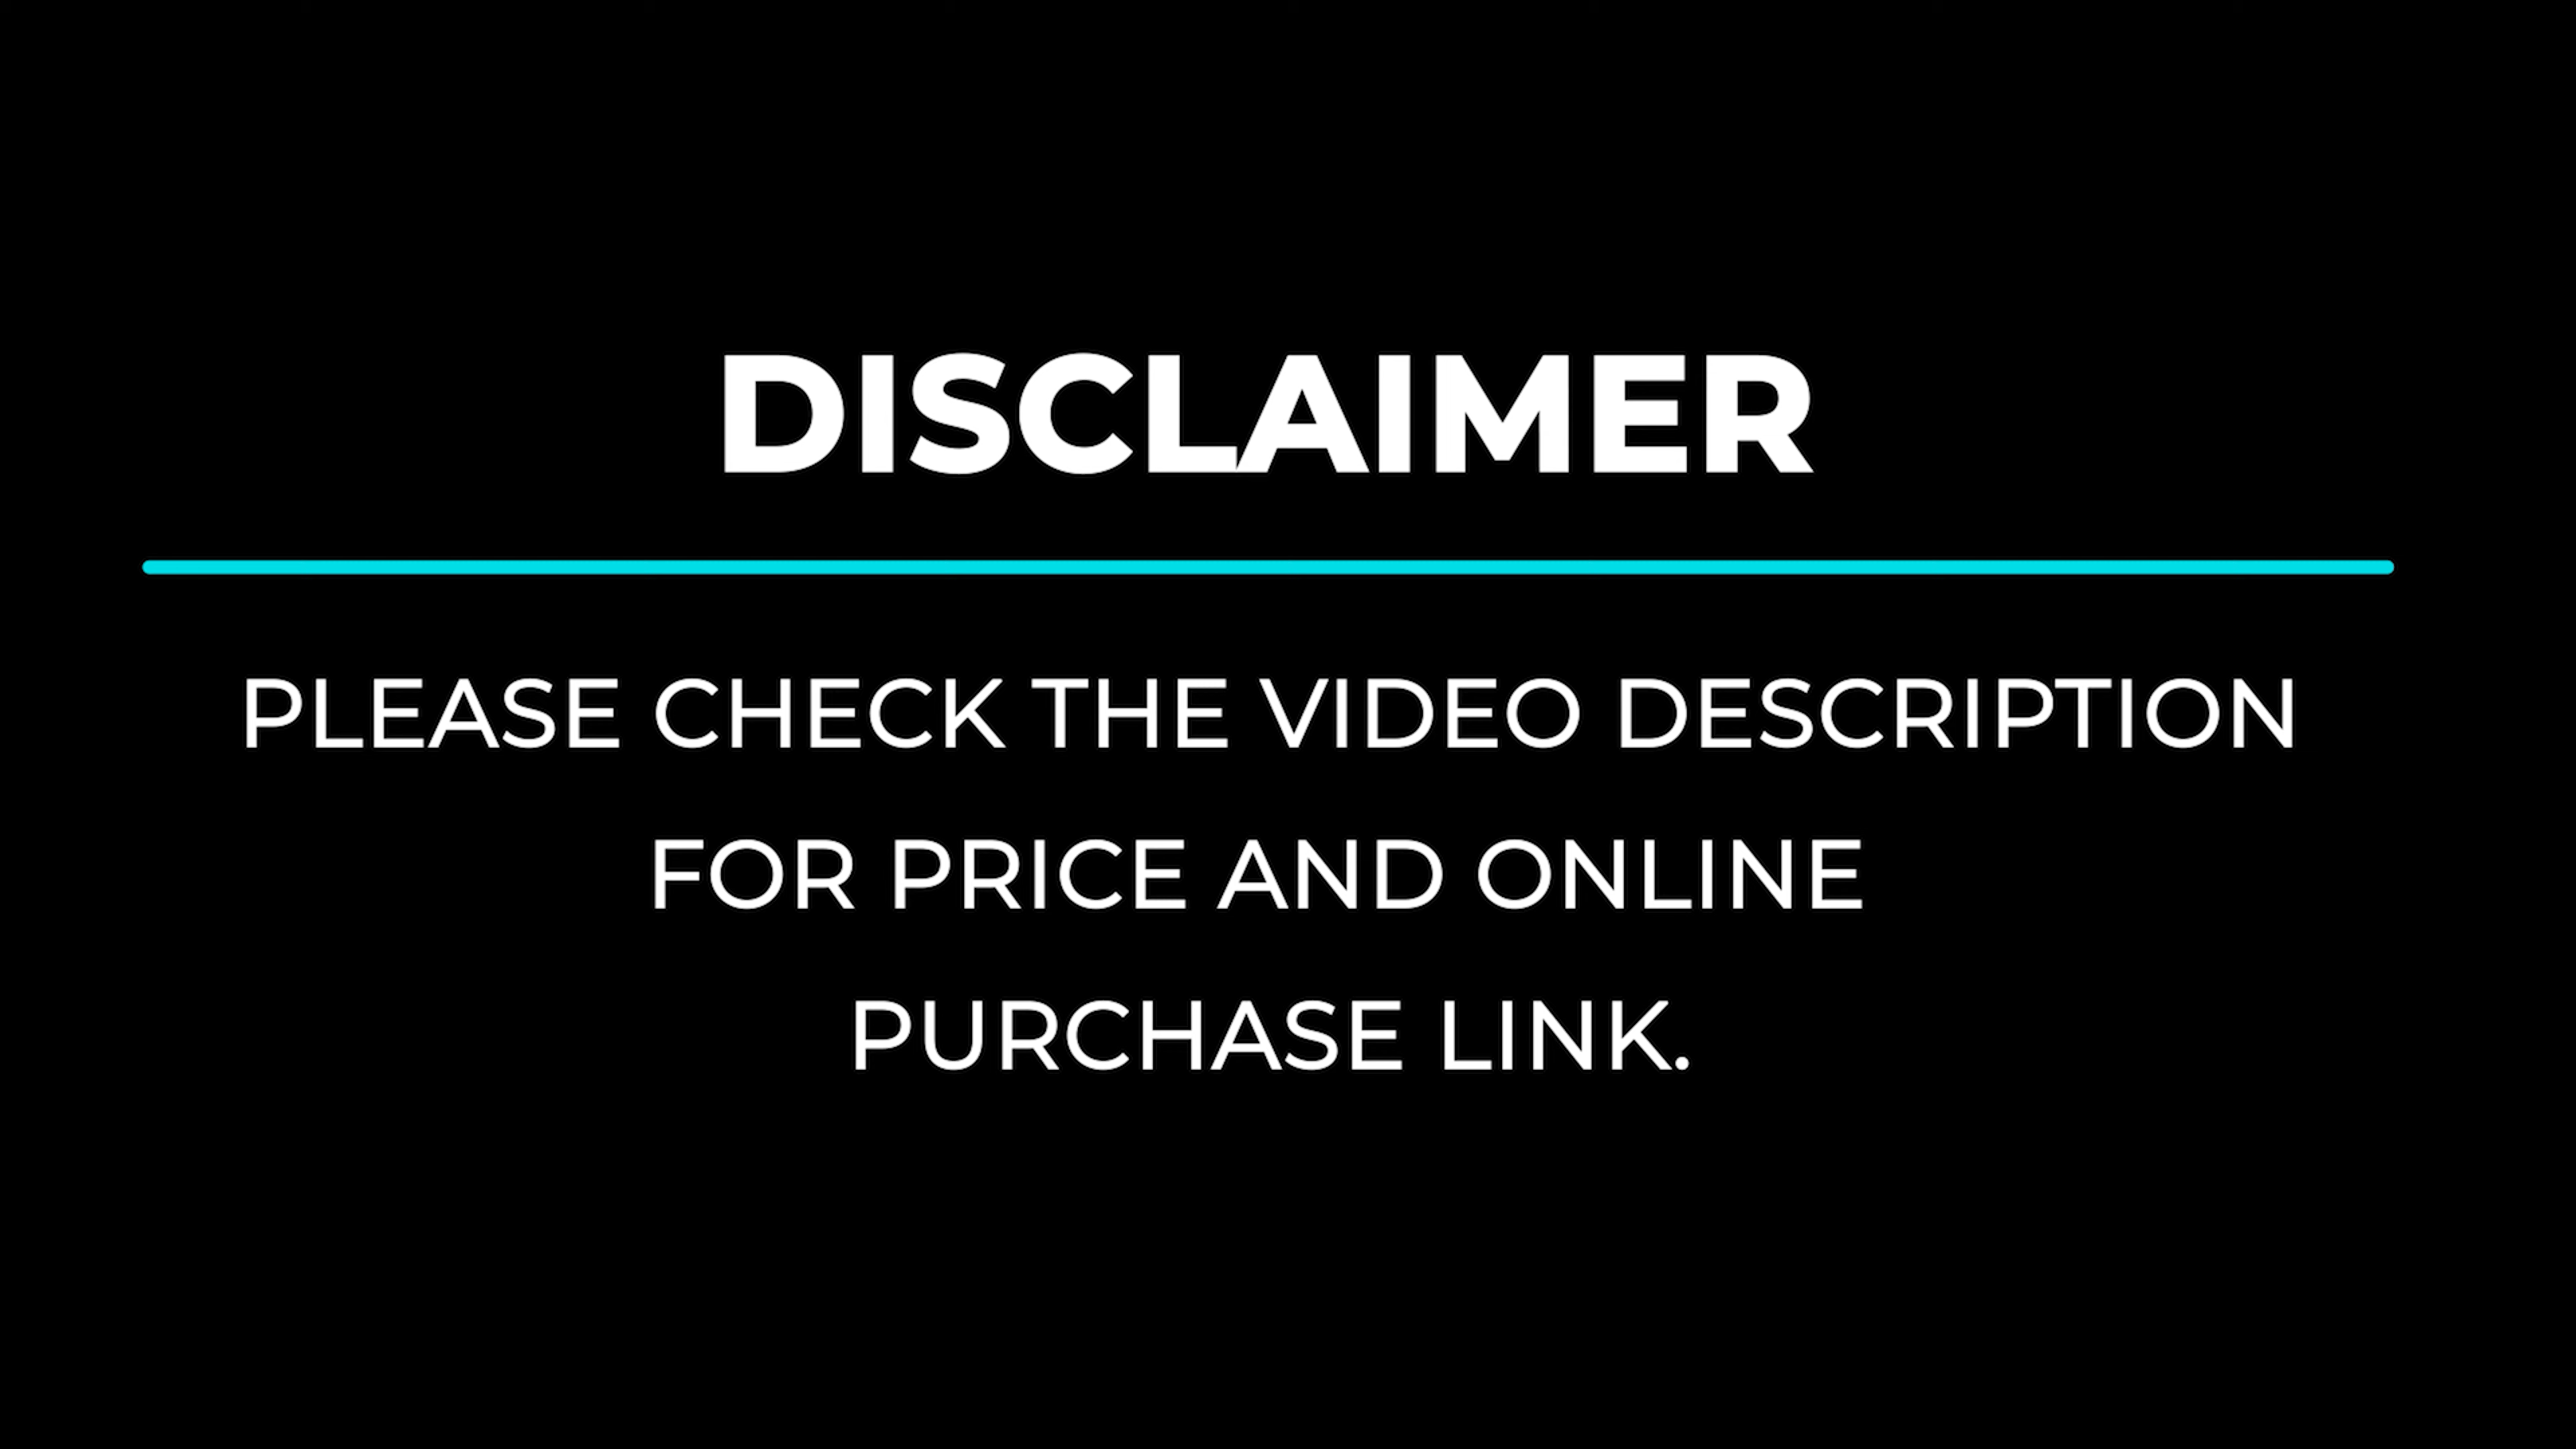 DISCLAIMER
PLEASE CHECK THE VIDEO DESCRIPTION
FOR PRICE AND ONLINE
PURCHASE LINK.